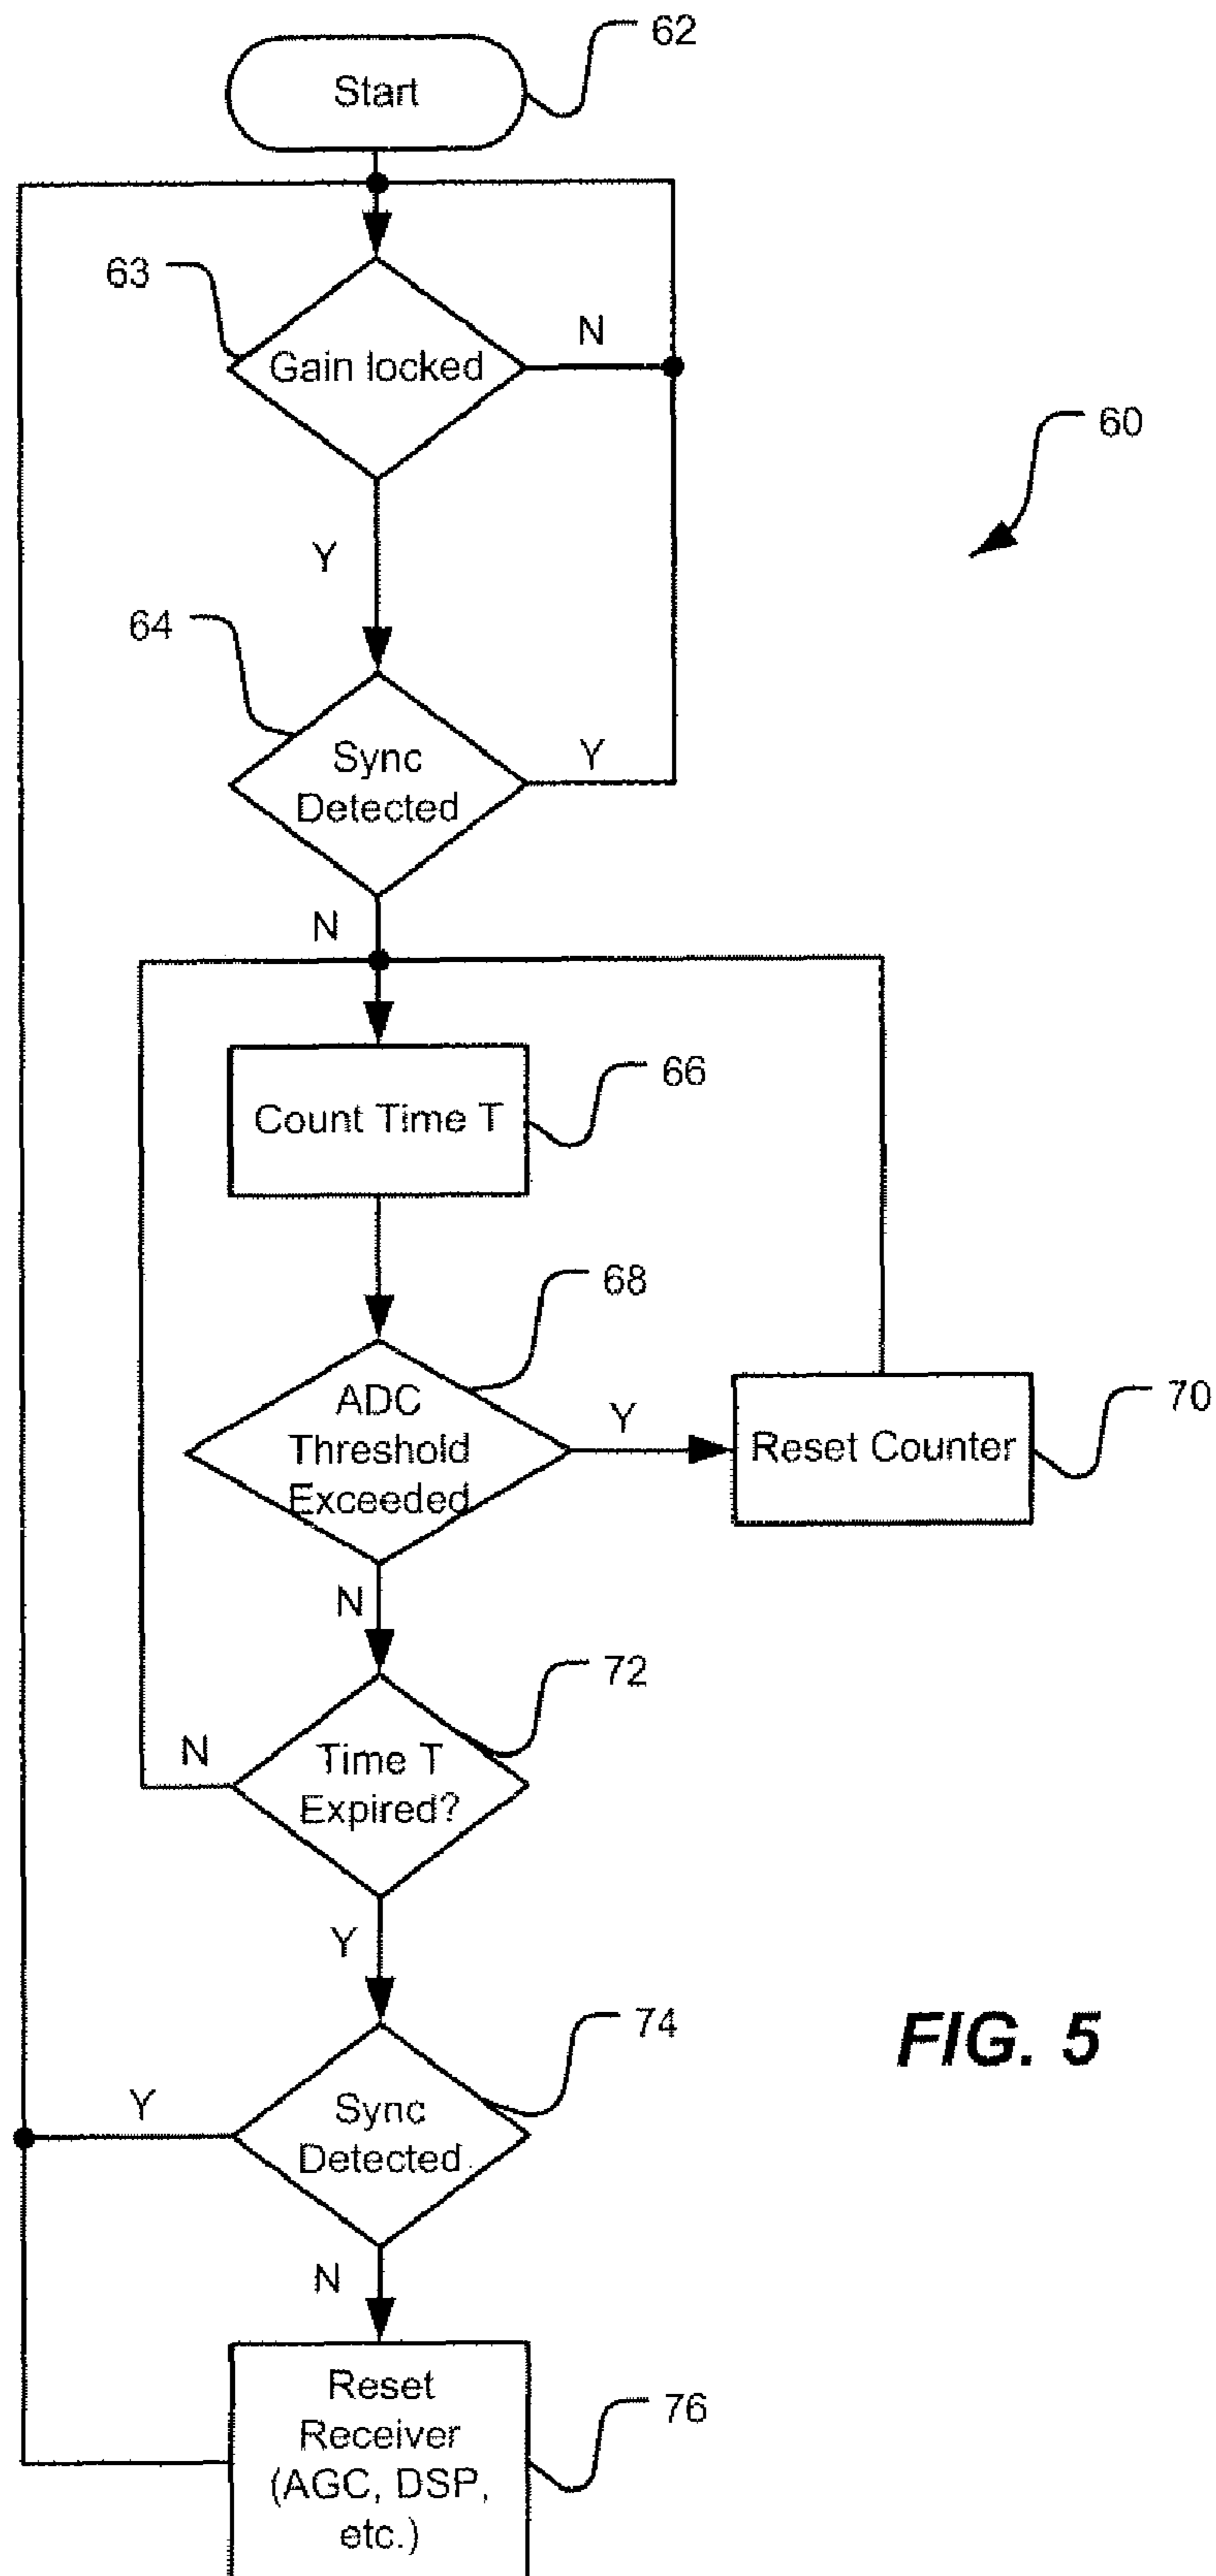 62
Start
63
Gain locked
N
60
Y
64
Sync
Detected
Y
N
66
Count Time T
68
ADC
Threshold
Exceeded
Y
70
Reset Counter
N
72
N
Time T
Expired?
Y
74
FIG. 5
Y
Sync
Detected
N
Reset
Receiver
(AGC, DSP,
etc.)
76